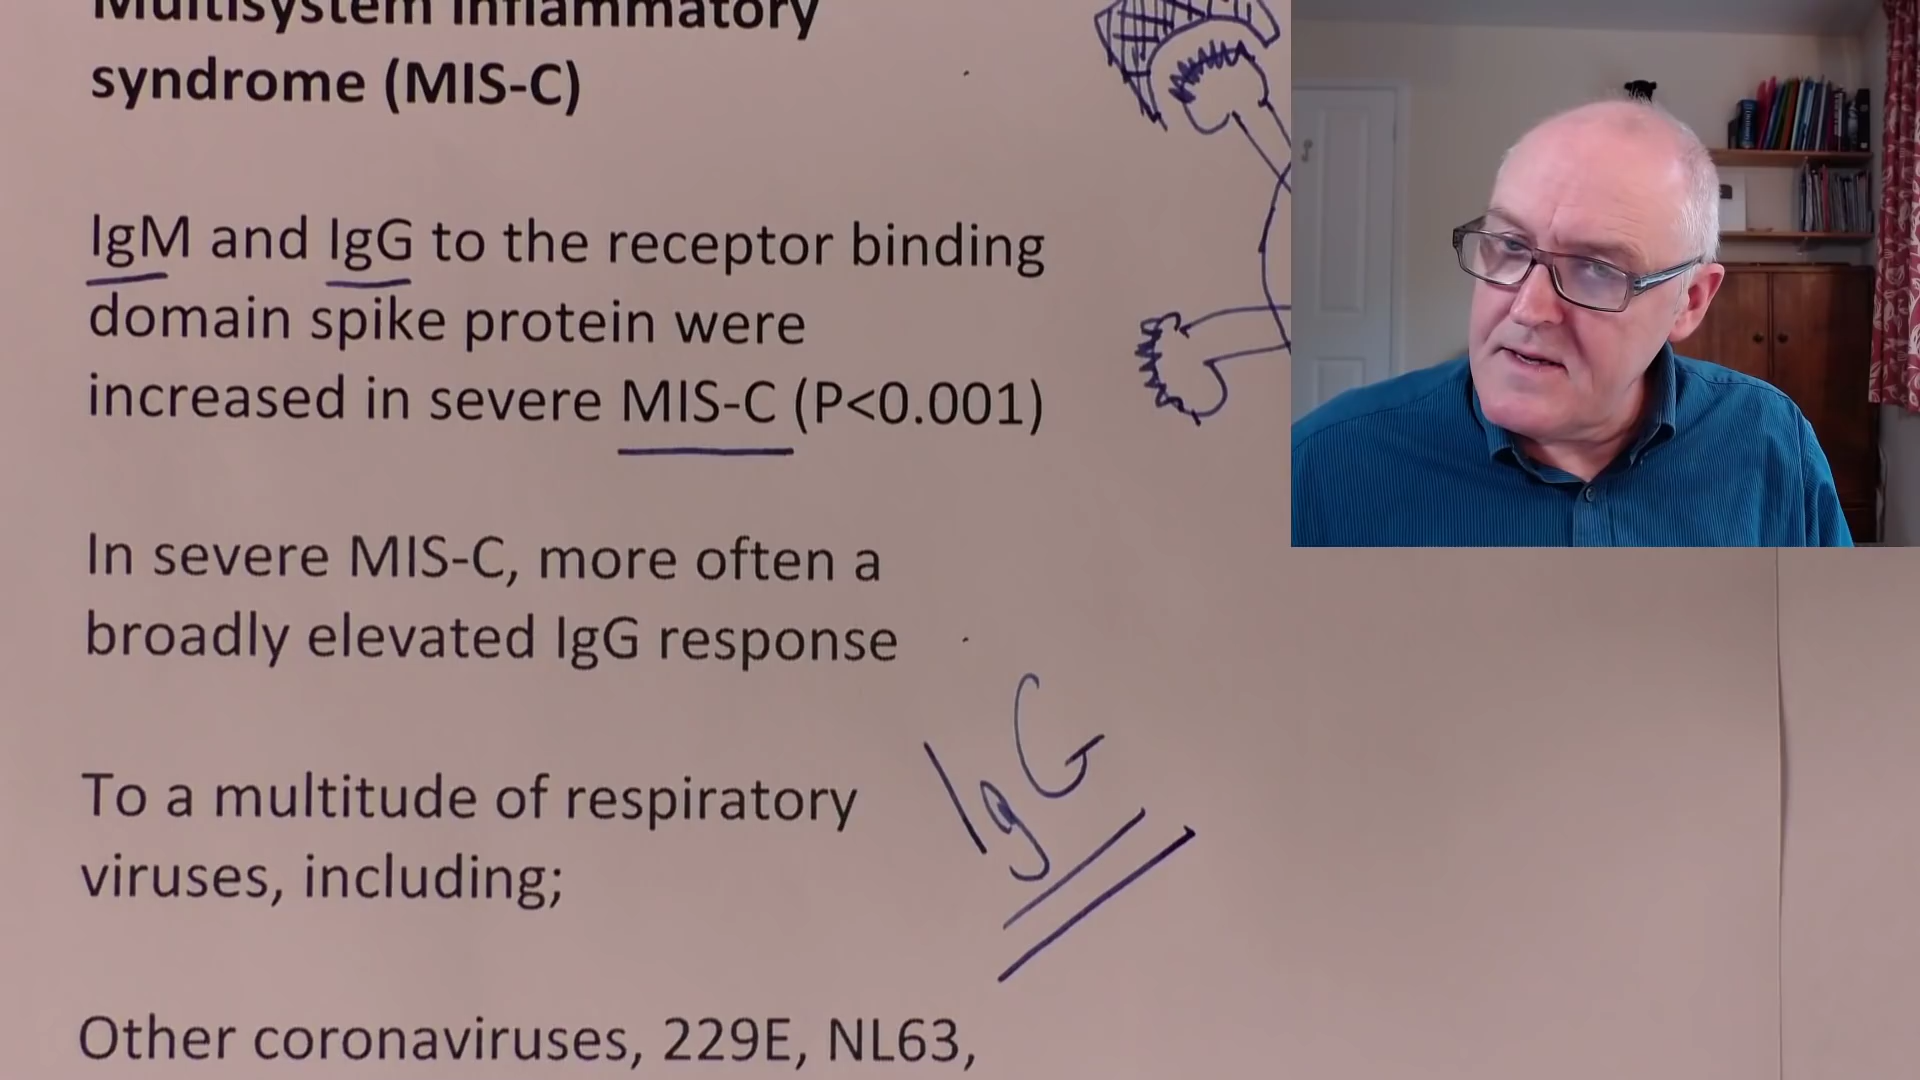 Multisystem inflammatory
syndrome (MIS-C)
IgM and IgG to the receptor binding
domain spike protein were
increased in severe MIS-C (P<0.001)
In severe MIS-C, more often a
broadly elevated IgG response
To a multitude of respiratory
viruses, including;
IgG
Other coronaviruses, 229E, NL63,